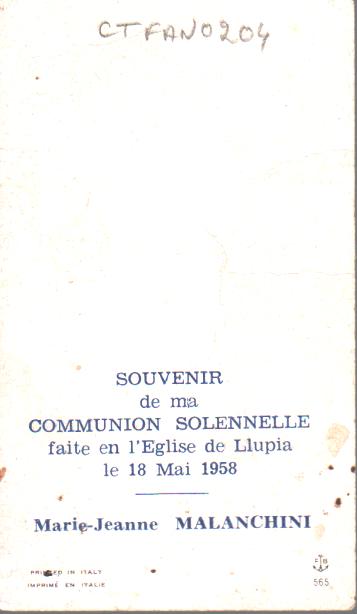 CTFAN0204
SOUVENIR
de ma
COMMUNION SOLENNELLE
faite en l'Eglise de Llupia
le 18 Mai 1958
Marie-Jeanne MALANCHINI
PRINTED IN ITALY
IMPRIMÉ EN ITALIE
F B
565